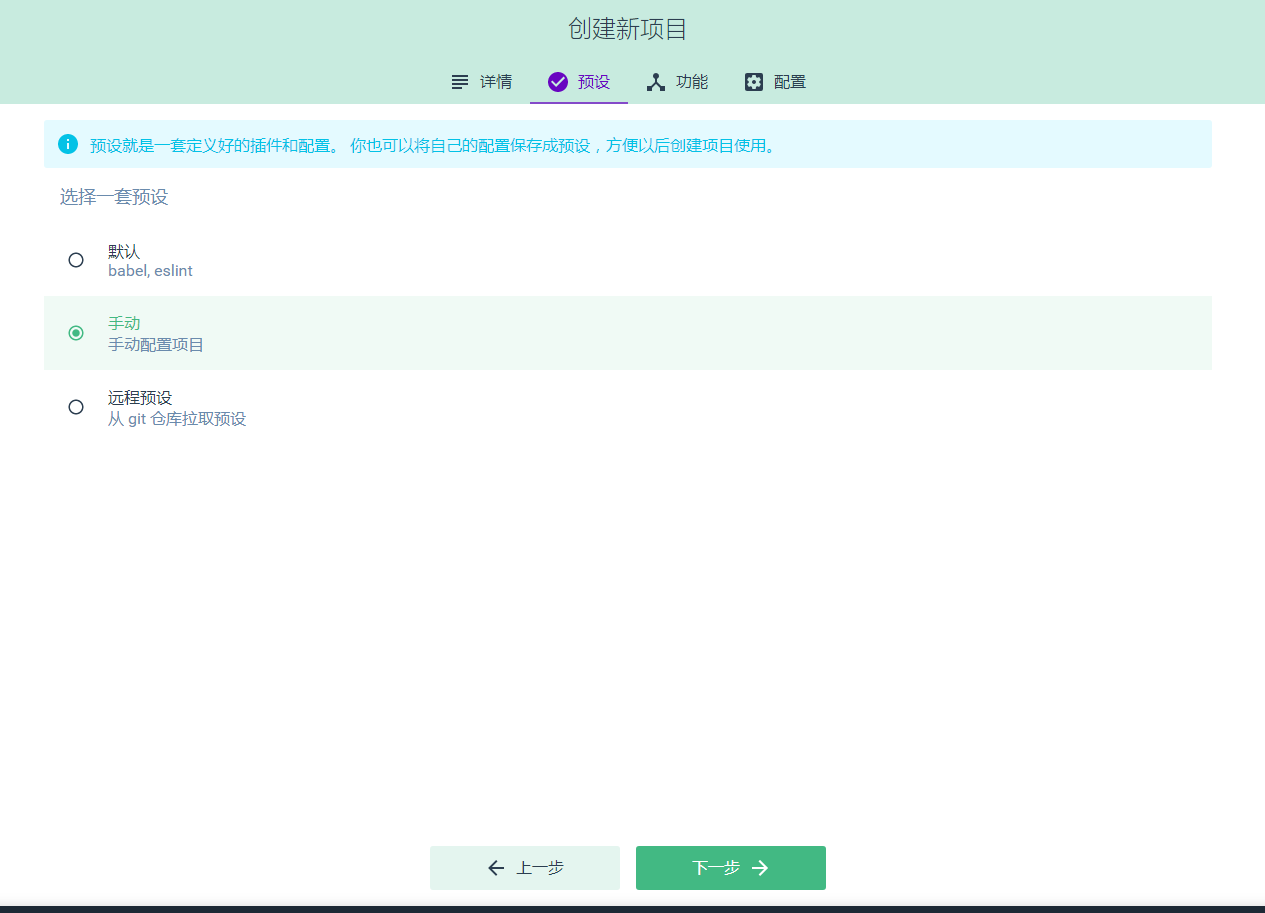 创建新项目
详情 预设 功能 配置
预设就是一套定义好的插件和配置。 你也可以将自己的配置保存成预设，方便以后创建项目使用。
选择一套预设
默认
babel, eslint
手动
手动配置项目
远程预设
从 git 仓库拉取预设
上一步 下一步